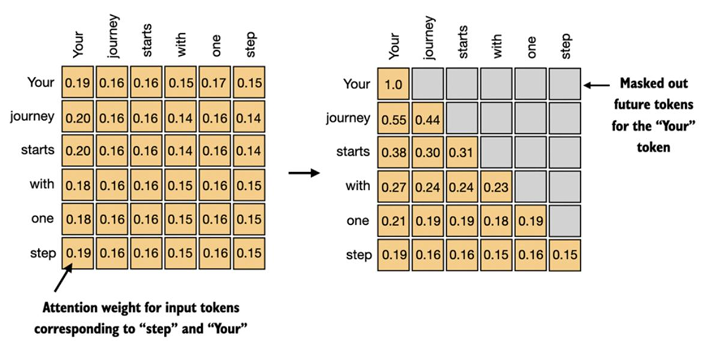 Your journey starts with one step
Your 0.19 0.16 0.16 0.15 0.17 0.15
journey 0.20 0.16 0.16 0.14 0.16 0.14
starts 0.20 0.16 0.16 0.14 0.16 0.14
with 0.18 0.16 0.16 0.15 0.16 0.15
one 0.18 0.16 0.16 0.15 0.16 0.15
step 0.19 0.16 0.16 0.15 0.16 0.15
Attention weight for input tokens
corresponding to “step” and “Your”
Your journey starts with one step
Your 1.0
journey 0.55 0.44
starts 0.38 0.30 0.31
with 0.27 0.24 0.24 0.23
one 0.21 0.19 0.19 0.18 0.19
step 0.19 0.16 0.16 0.15 0.16 0.15
Masked out
future tokens
for the “Your”
token